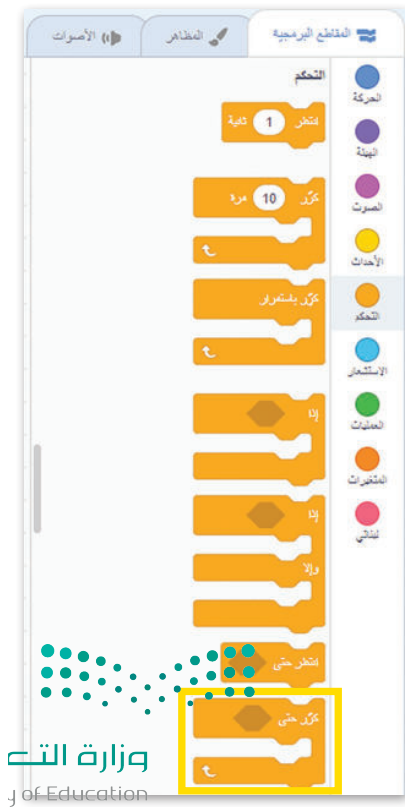 المقاطع البرمجية
المظاهر
الأصوات
الحركة
الهيئة
الصوت
الأحداث
التحكم
الاستشعار
العمليات
المتغيرات
لبناتي
التحكم
انتظر 1 ثانية
كرّر 10 مرة
كرّر باستمرار
إذا
إذا
وإلا
انتظر حتى
كرّر حتى
وزارة التـ
y of Education